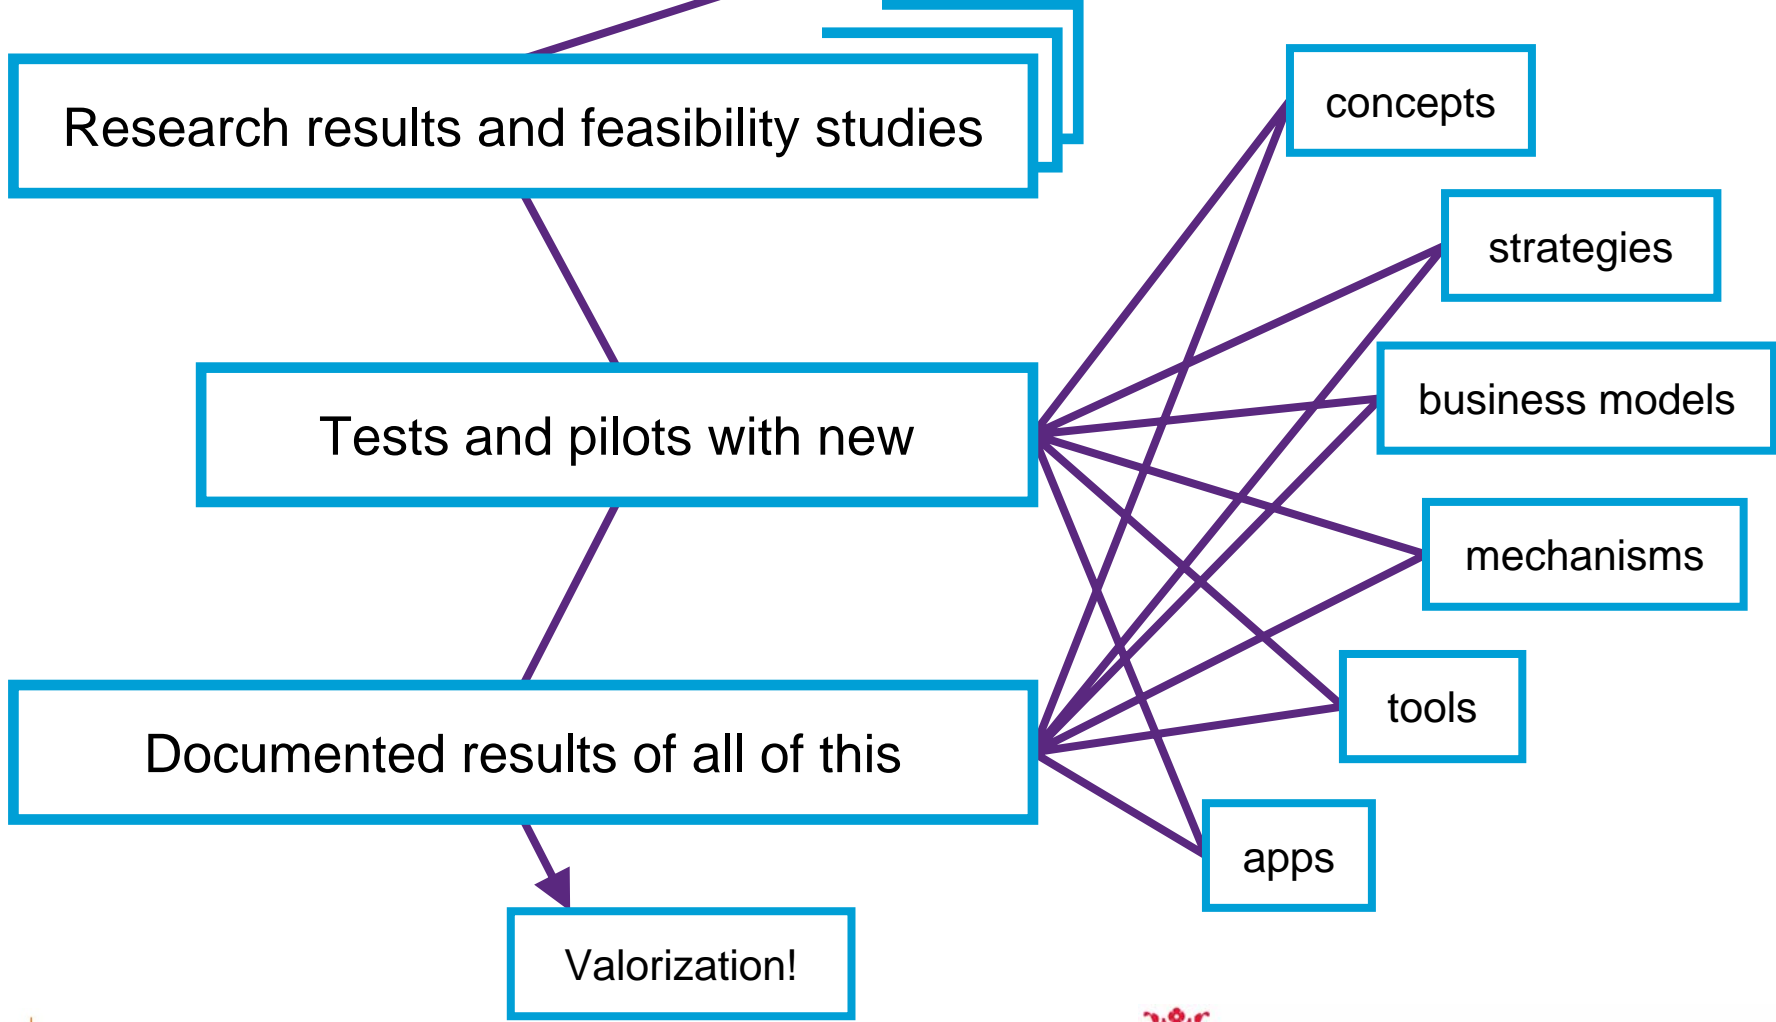 Research results and feasibility studies
concepts
strategies
business models
Tests and pilots with new
mechanisms
tools
Documented results of all of this
apps
Valorization!